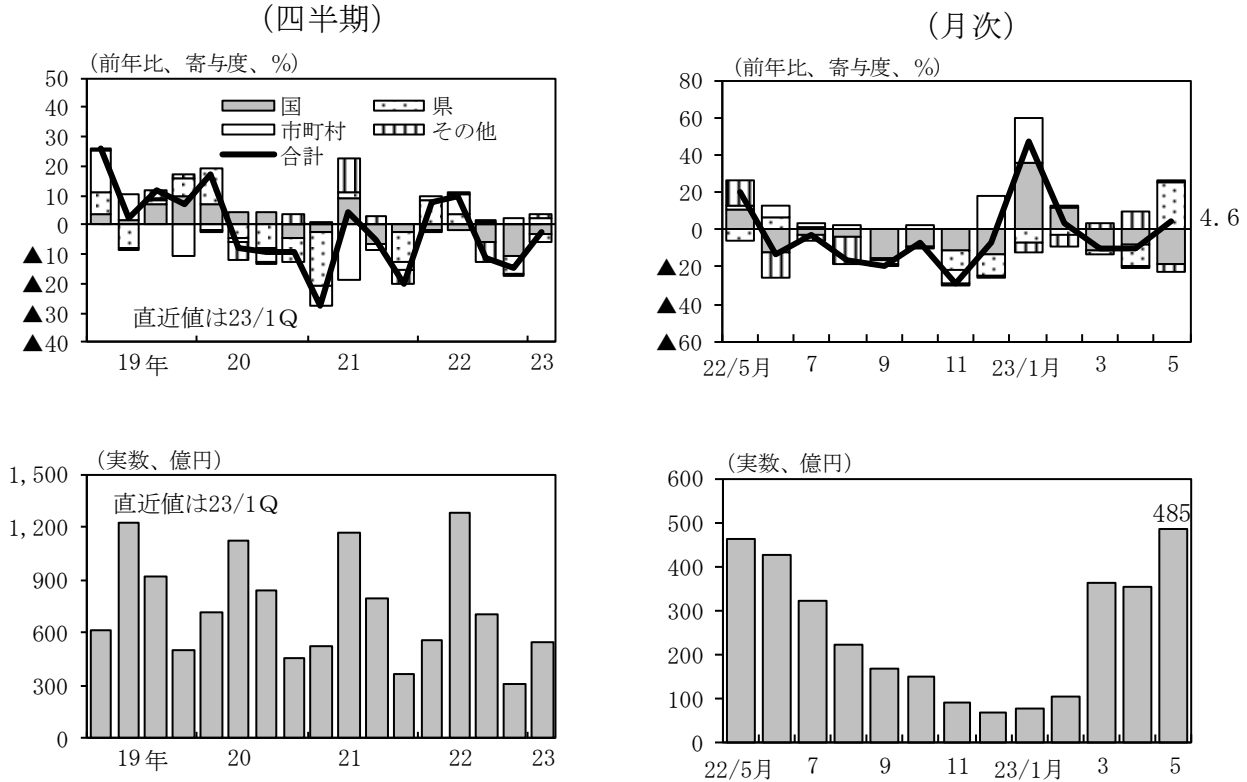 （四半期）
（前年比、寄与度、％）
50
40
30
20
10
0
▲10
▲20
▲30
▲40
国
県
市町村
その他
合計
直近値は23/1Q
19年 20 21 22 23
（月次）
（前年比、寄与度、％）
80
60
40
20
0
▲20
▲40
▲60
4.6
22/5月 7 9 11 23/1月 3 5
（実数、億円）
1,500
1,200
900
600
300
0
直近値は23/1Q
19年 20 21 22 23
（実数、億円）
600
500
400
300
200
100
0
485
22/5月 7 9 11 23/1月 3 5